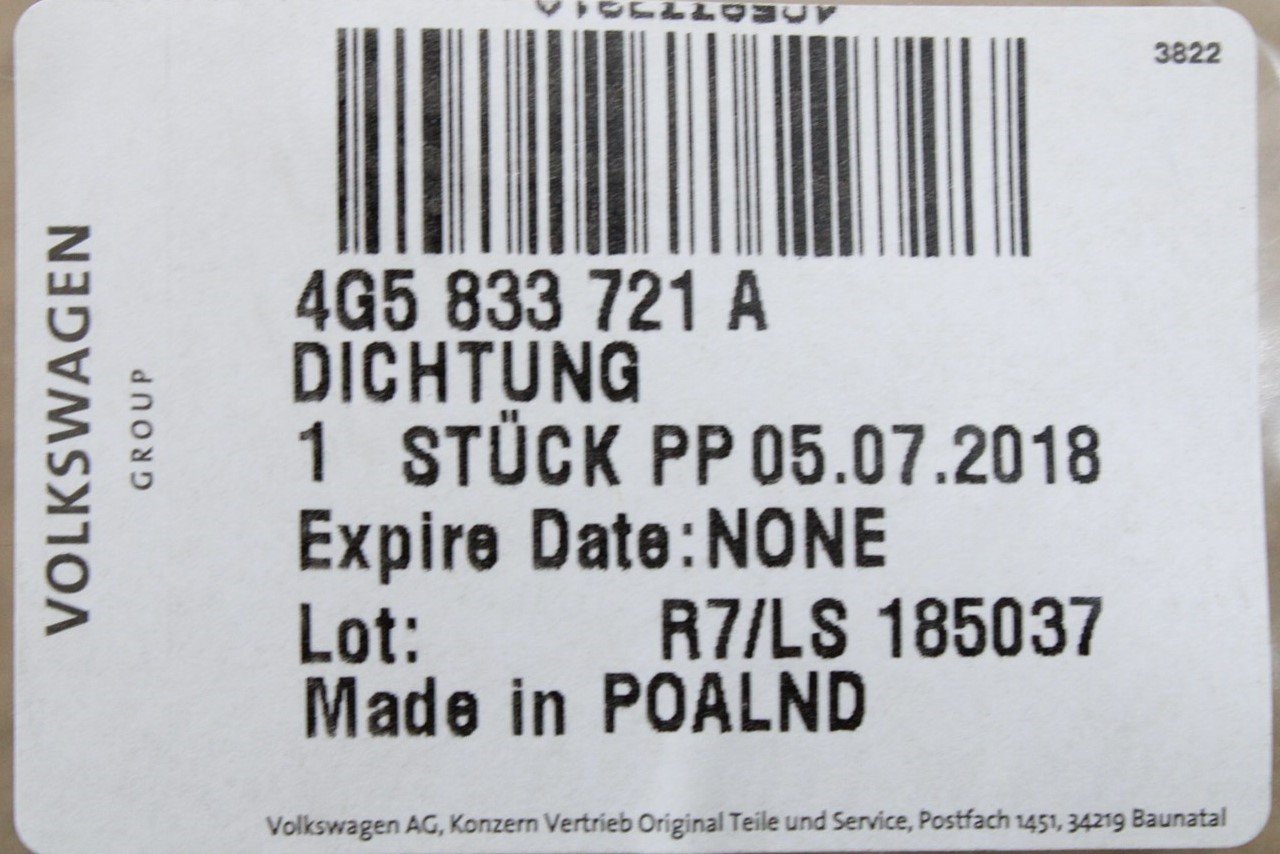 3822
4G5 833 721 A
DICHTUNG
1 STÜCK PP 05.07.2018
Expire Date:NONE
Lot: R7/LS 185037
Made in POALND
VOLKSWAGEN
GROUP
Volkswagen AG, Konzern Vertrieb Original Teile und Service, Postfach 1451, 34219 Baunatal